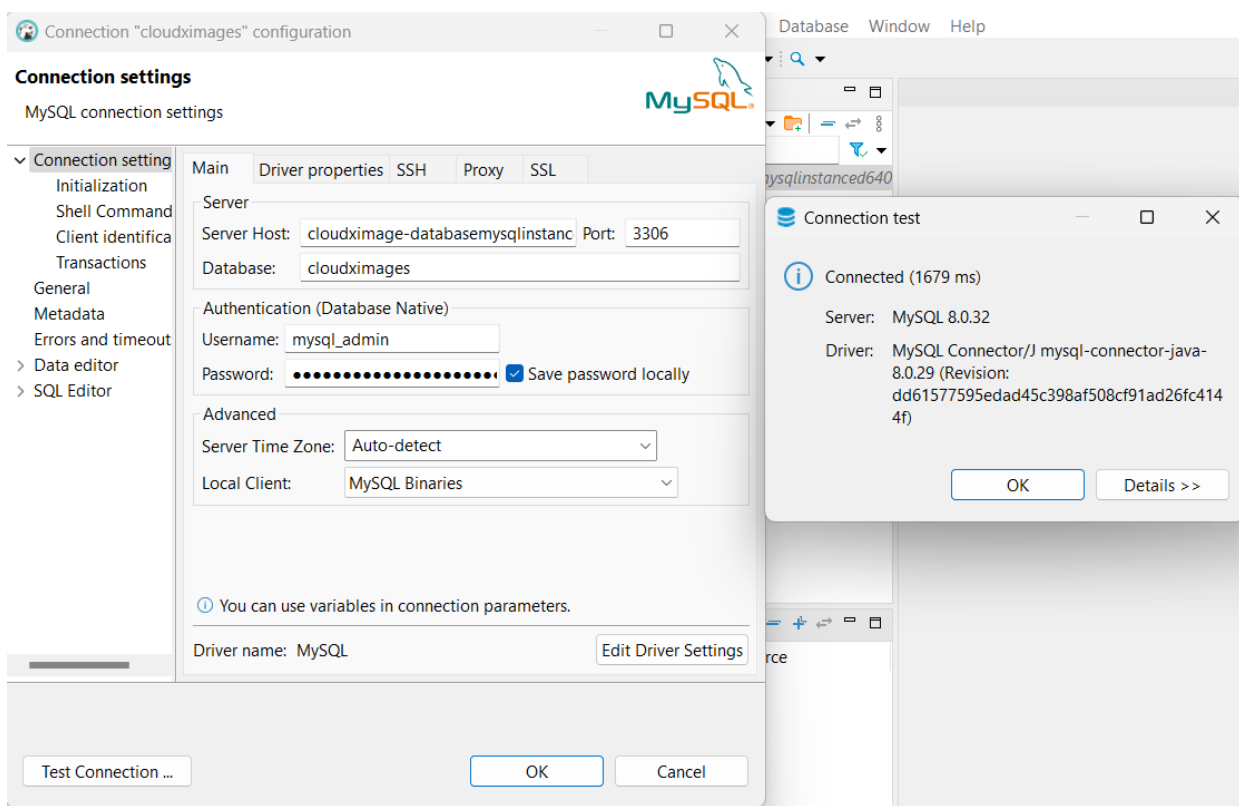 Connection "cloudximages" configuration
Database Window Help
Connection settings
MySQL connection settings
MySQL
Connection setting
Initialization
Shell Command
Client identifica
Transactions
General
Metadata
Errors and timeout
Data editor
SQL Editor
Main Driver properties SSH Proxy SSL
Server
Server Host: cloudximage-databasemysqlinstanc Port: 3306
Database: cloudximages
Authentication (Database Native)
Username: mysql_admin
Password: ●●●●●●●●●●●●●●●●●●●●● Save password locally
Advanced
Server Time Zone: Auto-detect
Local Client: MySQL Binaries
You can use variables in connection parameters.
Driver name: MySQL Edit Driver Settings
Test Connection ... OK Cancel
mysqlinstanced640
Connection test
Connected (1679 ms)
Server: MySQL 8.0.32
Driver: MySQL Connector/J mysql-connector-java-
8.0.29 (Revision:
dd61577595edad45c398af508cf91ad26fc414
4f)
OK Details >>
rce